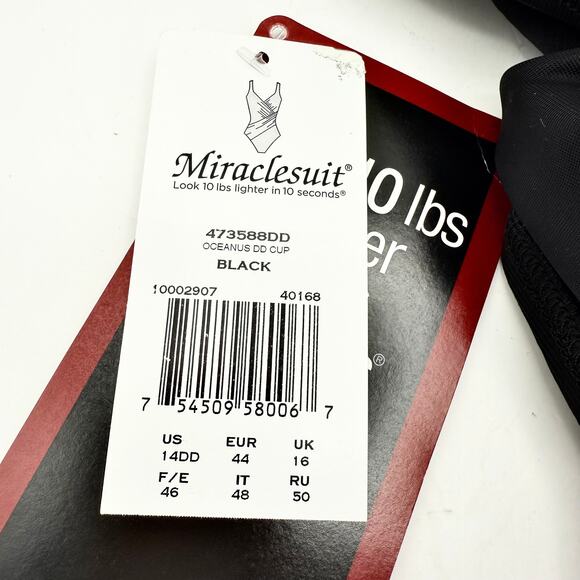 Miraclesuit®
Look 10 lbs lighter in 10 seconds®
473588DD
OCEANUS DD CUP
BLACK
10002907 40168
7 54509 58006 7
US EUR UK
14DD 44 16
F/E IT RU
46 48 50
10 lbs
®